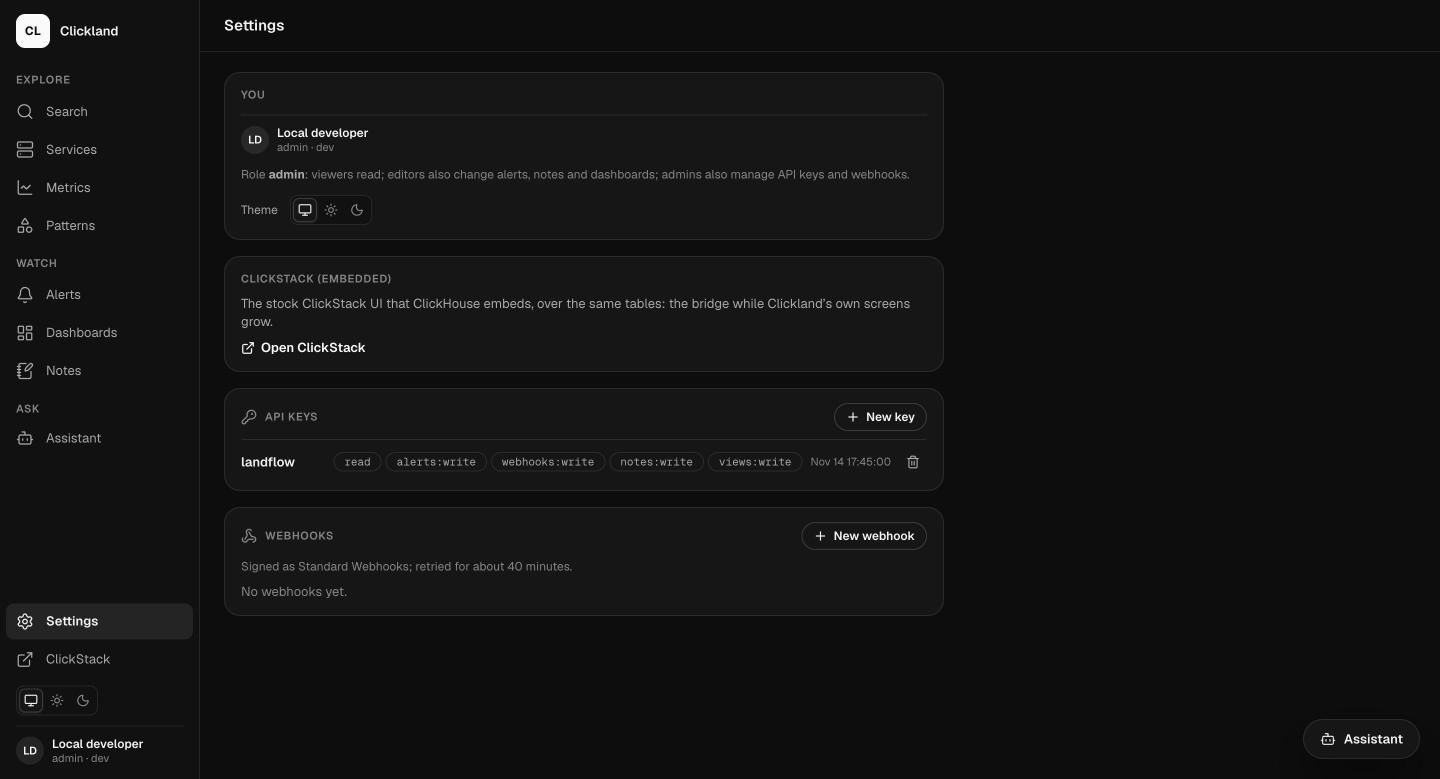 CL Clickland
EXPLORE
Search
Services
Metrics
Patterns
WATCH
Alerts
Dashboards
Notes
ASK
Assistant
Settings
ClickStack
LD Local developer
admin · dev
Settings
YOU
LD Local developer
admin · dev
Role admin: viewers read; editors also change alerts, notes and dashboards; admins also manage API keys and webhooks.
Theme
CLICKSTACK (EMBEDDED)
The stock ClickStack UI that ClickHouse embeds, over the same tables: the bridge while Clickland’s own screens
grow.
Open ClickStack
API KEYS New key
landflow read alerts:write webhooks:write notes:write views:write Nov 14 17:45:00
WEBHOOKS New webhook
Signed as Standard Webhooks; retried for about 40 minutes.
No webhooks yet.
Assistant